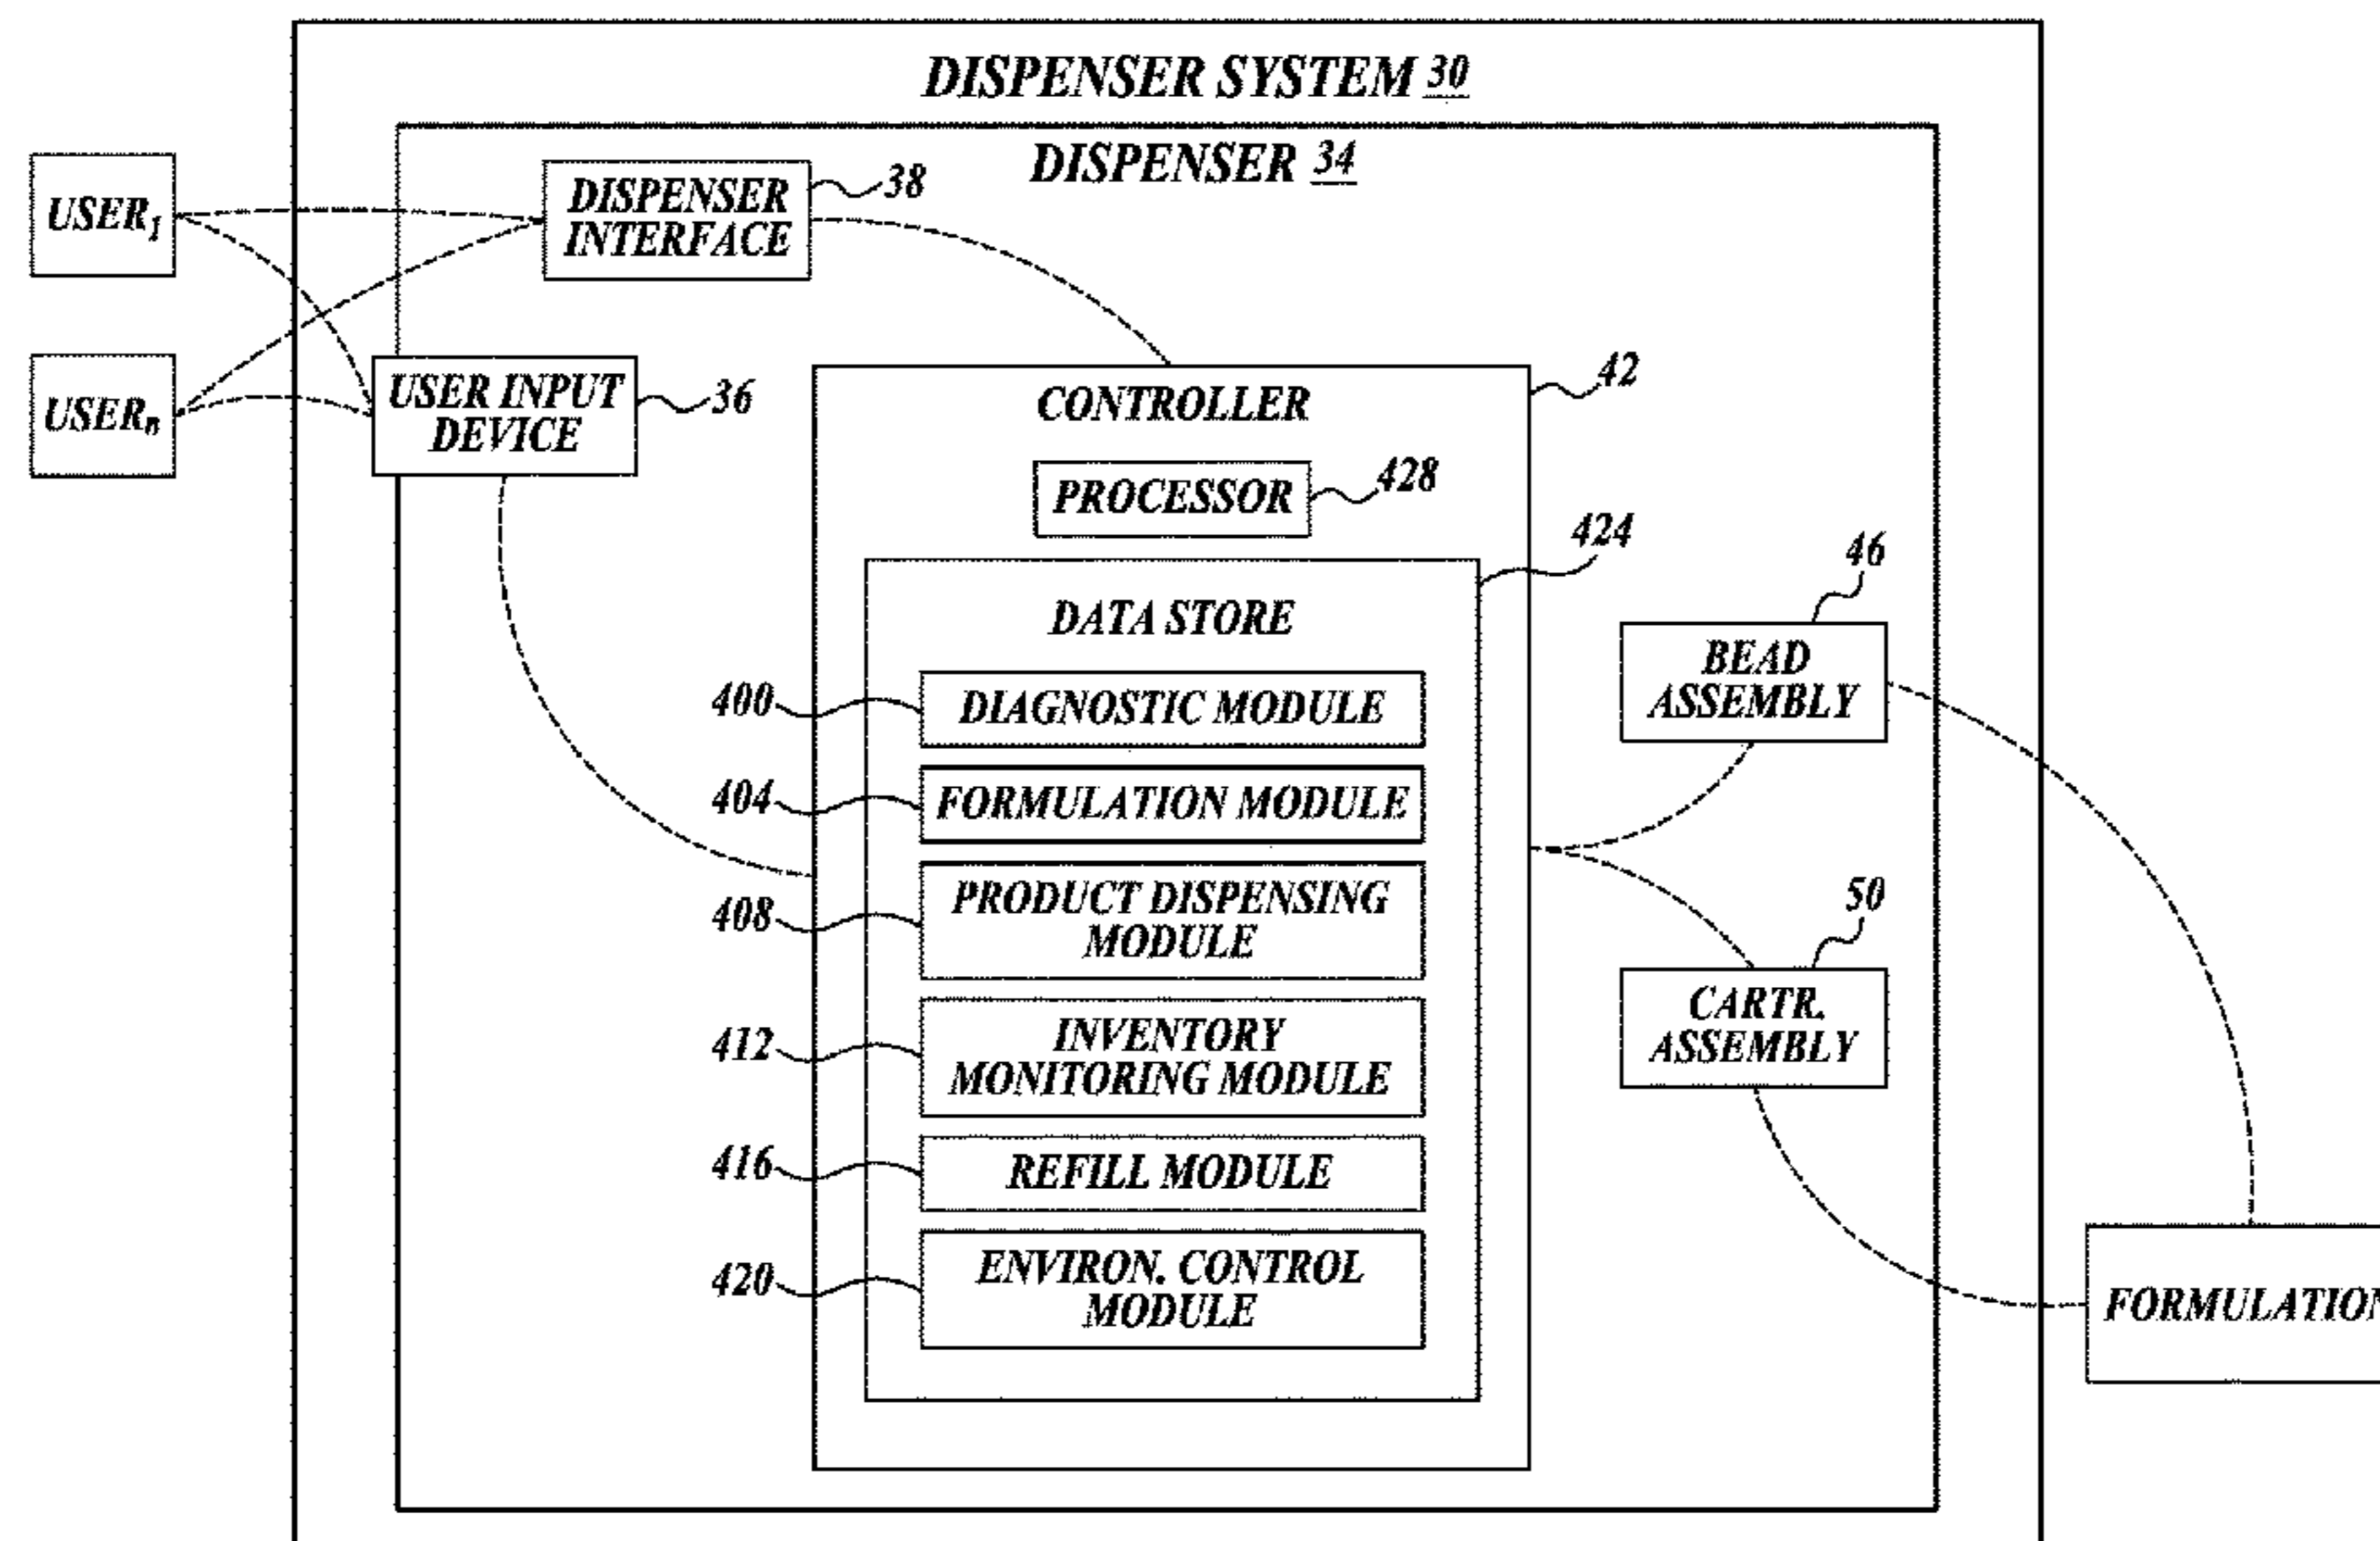 DISPENSER SYSTEM 30
DISPENSER 34
USER1
DISPENSER
INTERFACE
38
USERn
USER INPUT
DEVICE
36
CONTROLLER
42
PROCESSOR
428
424
DATA STORE
46
BEAD
ASSEMBLY
400
DIAGNOSTIC MODULE
404
FORMULATION MODULE
408
PRODUCT DISPENSING
MODULE
50
CARTR.
ASSEMBLY
412
INVENTORY
MONITORING MODULE
416
REFILL MODULE
420
ENVIRON. CONTROL
MODULE
FORMULATION